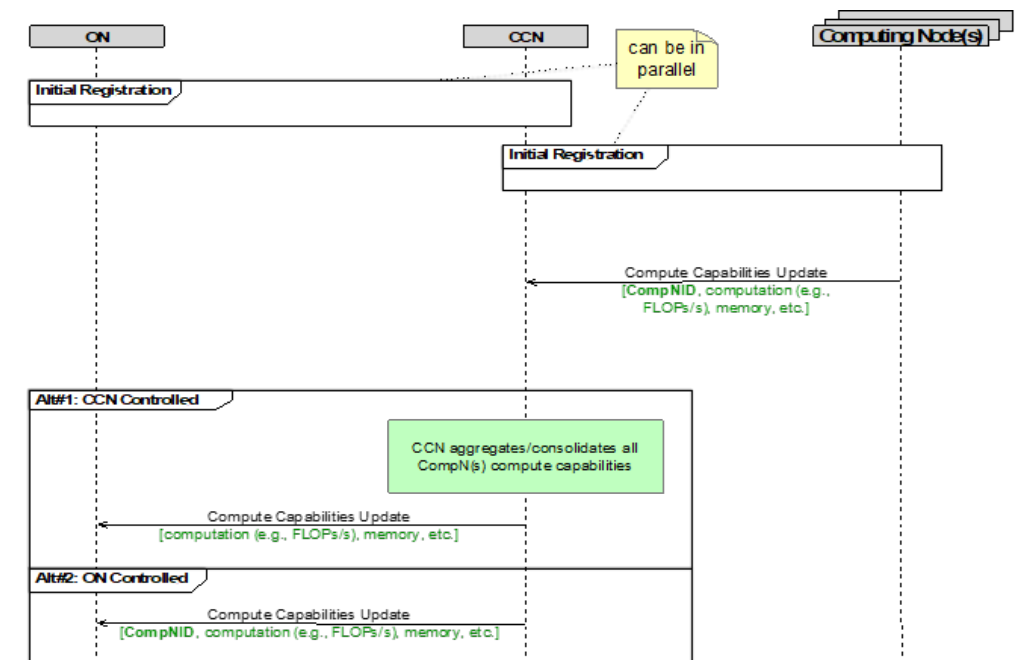 ON
CCN
Computing Node(s)
can be in
parallel
Initial Registration
Initial Registration
Compute Capabilities Update
[CompNID, computation (e.g.,
FLOPs/s), memory, etc.]
Alt#1: CCN Controlled
CCN aggregates/consolidates all
CompN(s) compute capabilities
Compute Capabilities Update
[computation (e.g., FLOPs/s), memory, etc.]
Alt#2: ON Controlled
Compute Capabilities Update
[CompNID, computation (e.g., FLOPs/s), memory, etc.]